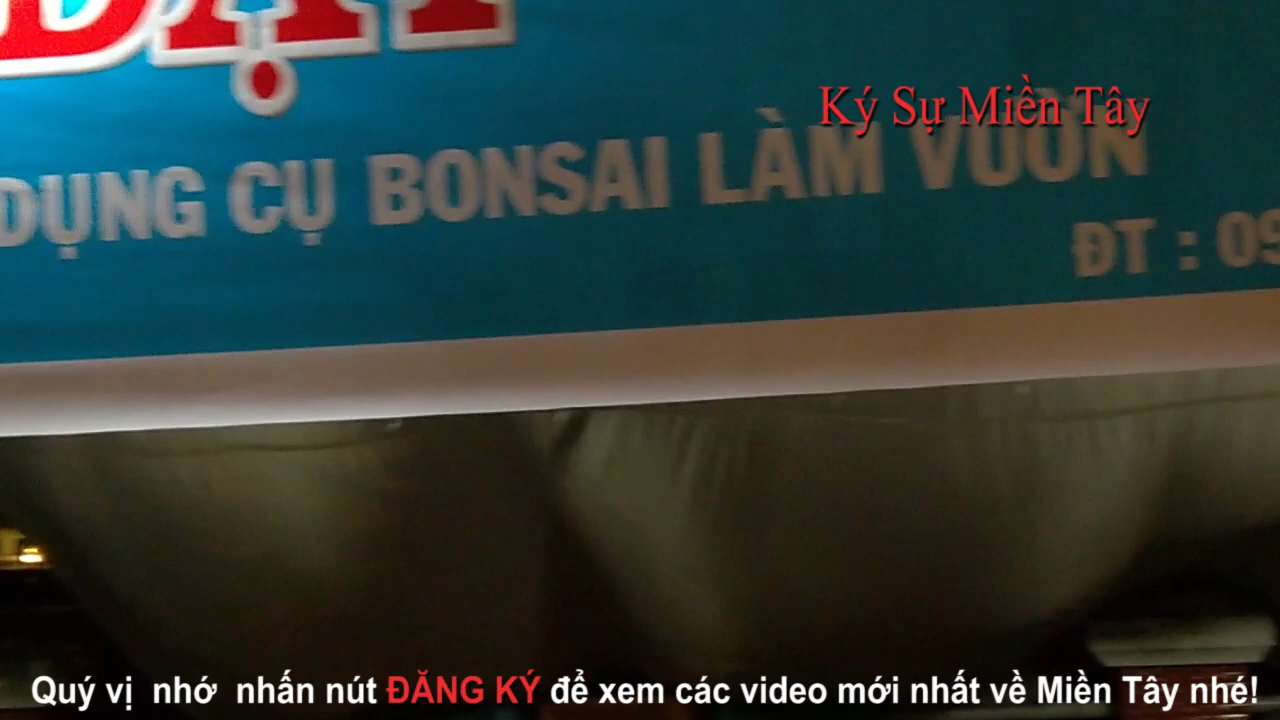 ĐẠT
Ký Sự Miền Tây
DỤNG CỤ BONSAI LÀM VƯỜN
ĐT : 09
Quý vị nhớ nhấn nút ĐĂNG KÝ để xem các video mới nhất về Miền Tây nhé!